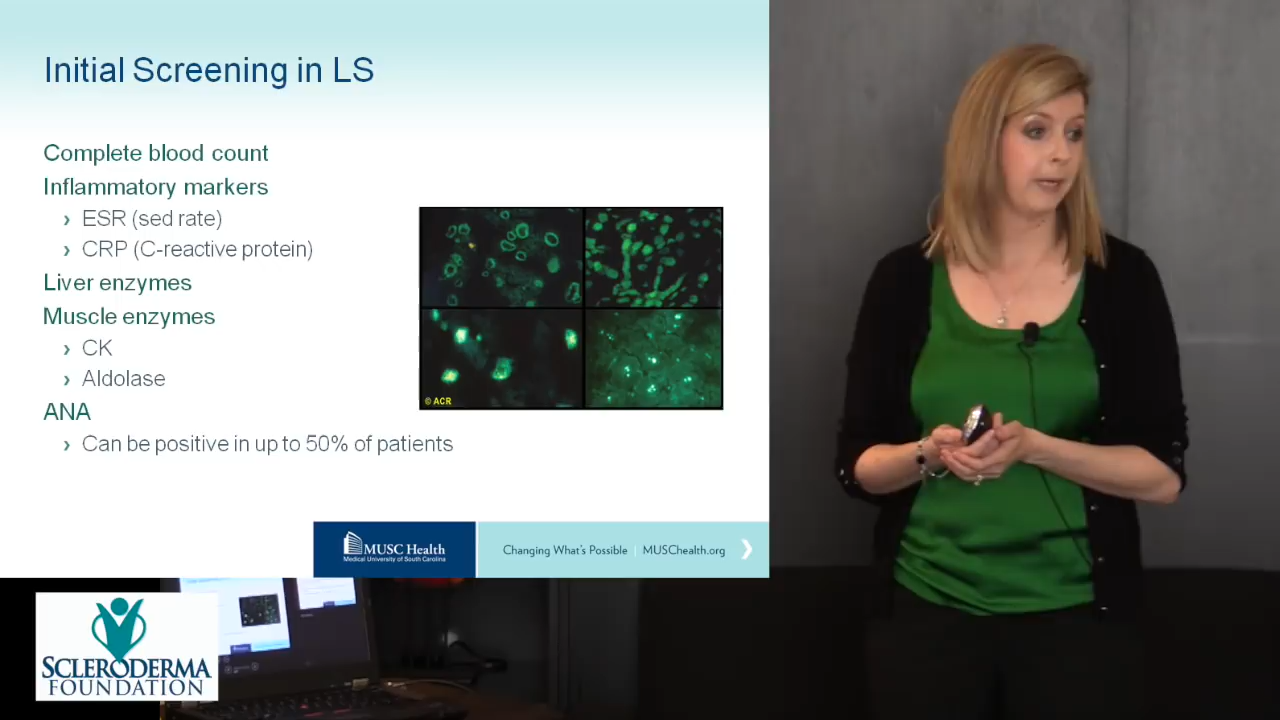 Initial Screening in LS
Complete blood count
Inflammatory markers
› ESR (sed rate)
› CRP (C-reactive protein)
Liver enzymes
Muscle enzymes
› CK
› Aldolase
ANA
› Can be positive in up to 50% of patients
© ACR
MUSC Health
Medical University of South Carolina
Changing What's Possible | MUSChealth.org
SCLERODERMA
FOUNDATION